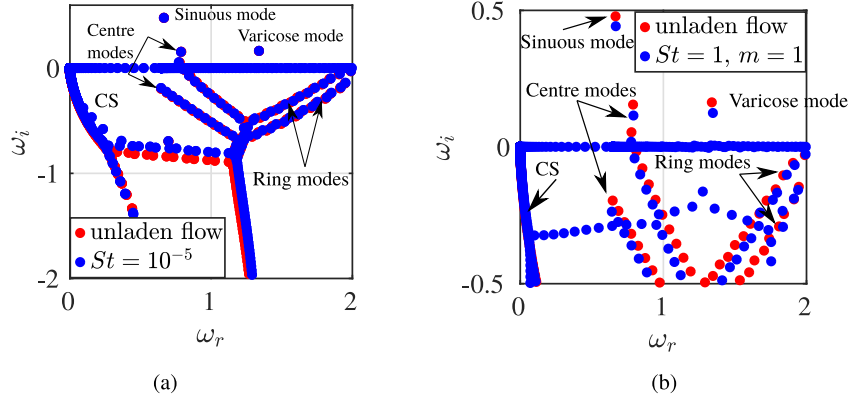 Sinuous mode
Centre
modes
Varicose mode
0
CS
ω_i
-1
Ring modes
unladen flow
St = 10^{-5}
-2
0
1
2
ω_r
(a)
0.5
unladen flow
St = 1, m = 1
Sinuous mode
Centre modes
Varicose mode
ω_i
0
Ring modes
CS
-0.5
0
1
2
ω_r
(b)